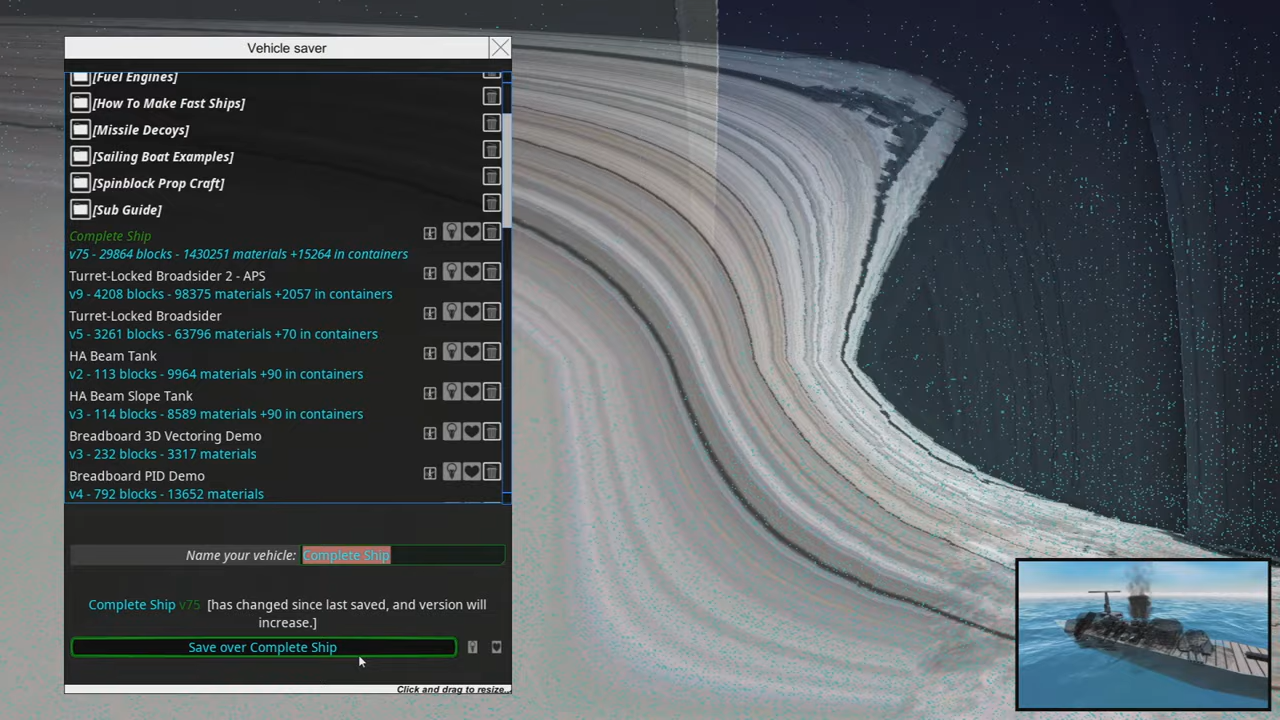 Vehicle saver
[Fuel Engines]
[How To Make Fast Ships]
[Missile Decoys]
[Sailing Boat Examples]
[Spinblock Prop Craft]
[Sub Guide]
Complete Ship
v75 - 29864 blocks - 1430251 materials +15264 in containers
Turret-Locked Broadsider 2 - APS
v9 - 4208 blocks - 98375 materials +2057 in containers
Turret-Locked Broadsider
v5 - 3261 blocks - 63796 materials +70 in containers
HA Beam Tank
v2 - 113 blocks - 9964 materials +90 in containers
HA Beam Slope Tank
v3 - 114 blocks - 8589 materials +90 in containers
Breadboard 3D Vectoring Demo
v3 - 232 blocks - 3317 materials
Breadboard PID Demo
v4 - 792 blocks - 13652 materials
Name your vehicle: Complete Ship
Complete Ship v75 [has changed since last saved, and version will
increase.]
Save over Complete Ship
Click and drag to resize...